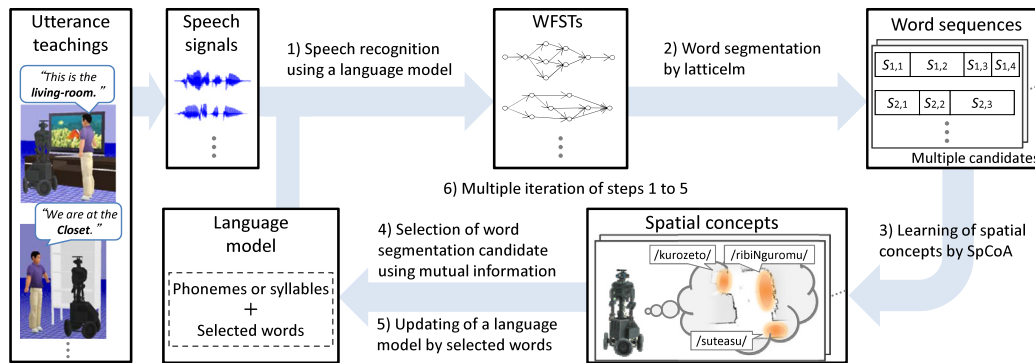 Utterance
teachings
"This is the
living-room."
"We are at the
Closet."
Speech
signals
1) Speech recognition
using a language model
WFSTs
2) Word segmentation
by latticelm
Word sequences
S1,1 S1,2 S1,3 S1,4
S2,1 S2,2 S2,3
Multiple candidates
6) Multiple iteration of steps 1 to 5
Language
model
Phonemes or syllables
+
Selected words
4) Selection of word
segmentation candidate
using mutual information
5) Updating of a language
model by selected words
Spatial concepts
/kurozeto/ /ribiNguromu/
/suteasu/
3) Learning of spatial
concepts by SpCoA